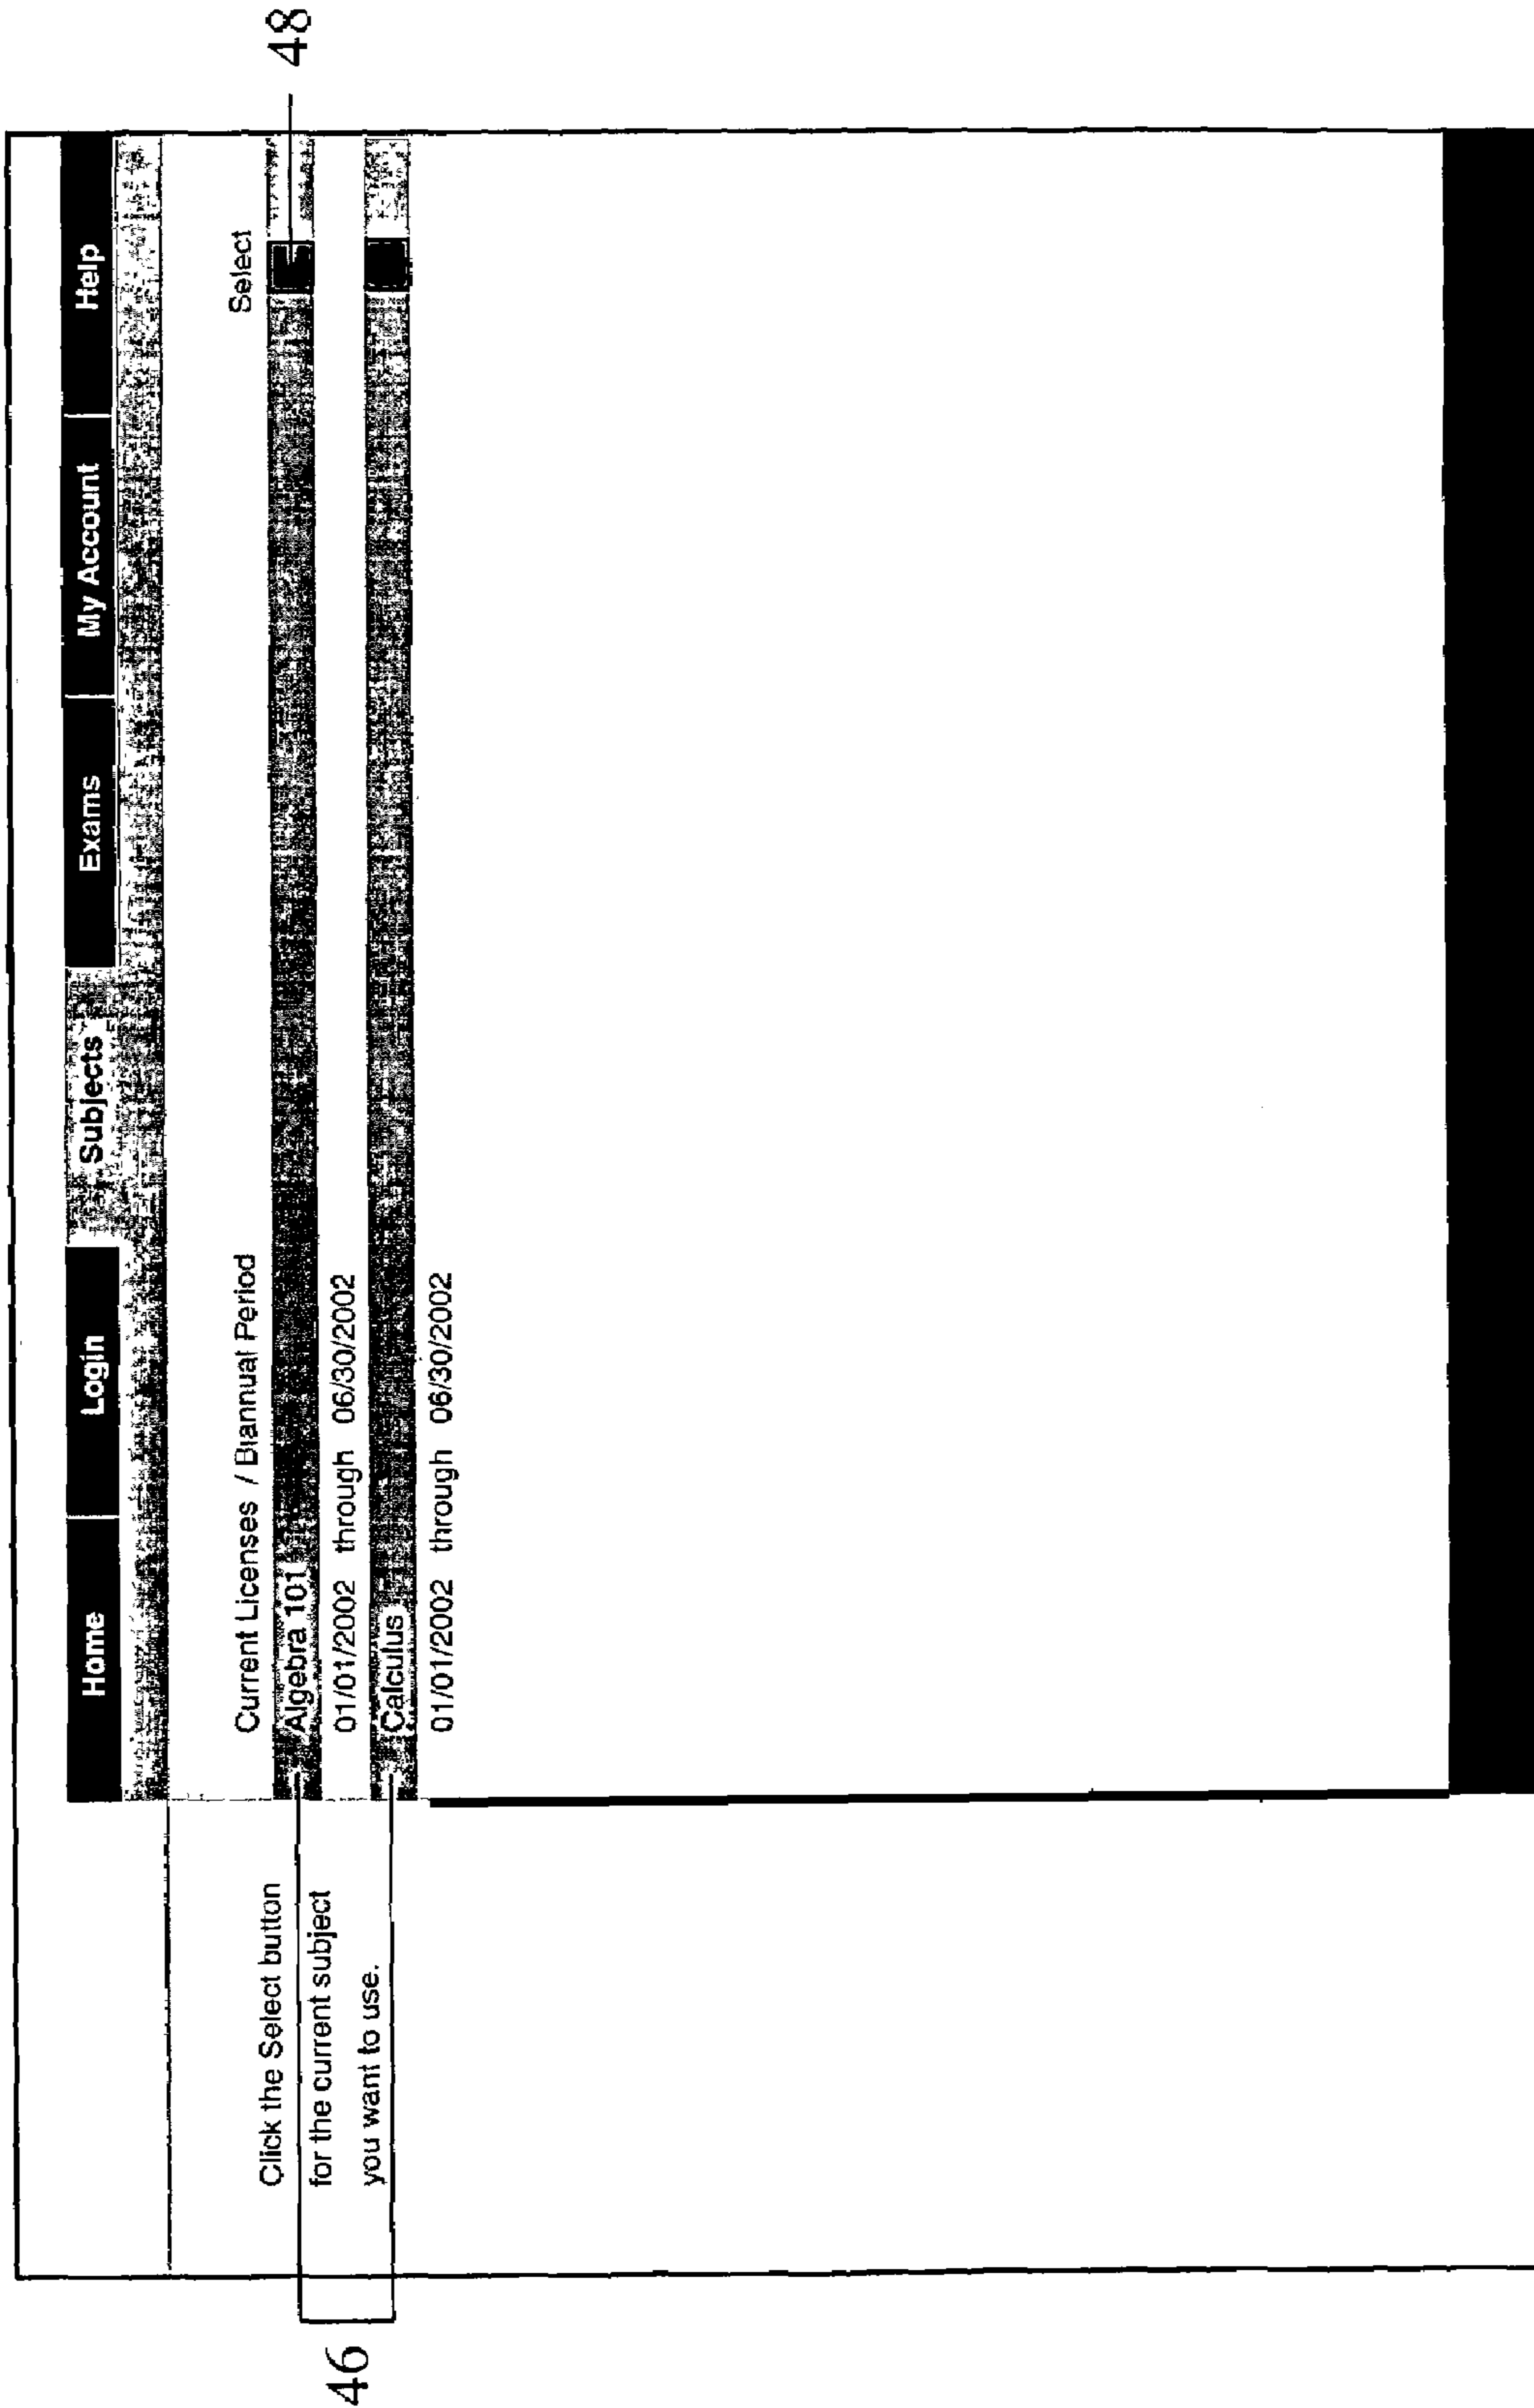 Home Login Subjects Exams My Account Help
Current Licenses / Biannual Period Select
Click the Select button
Algebra 101
for the current subject
01/01/2002 through 06/30/2002
you want to use.
Calculus
01/01/2002 through 06/30/2002
46
48